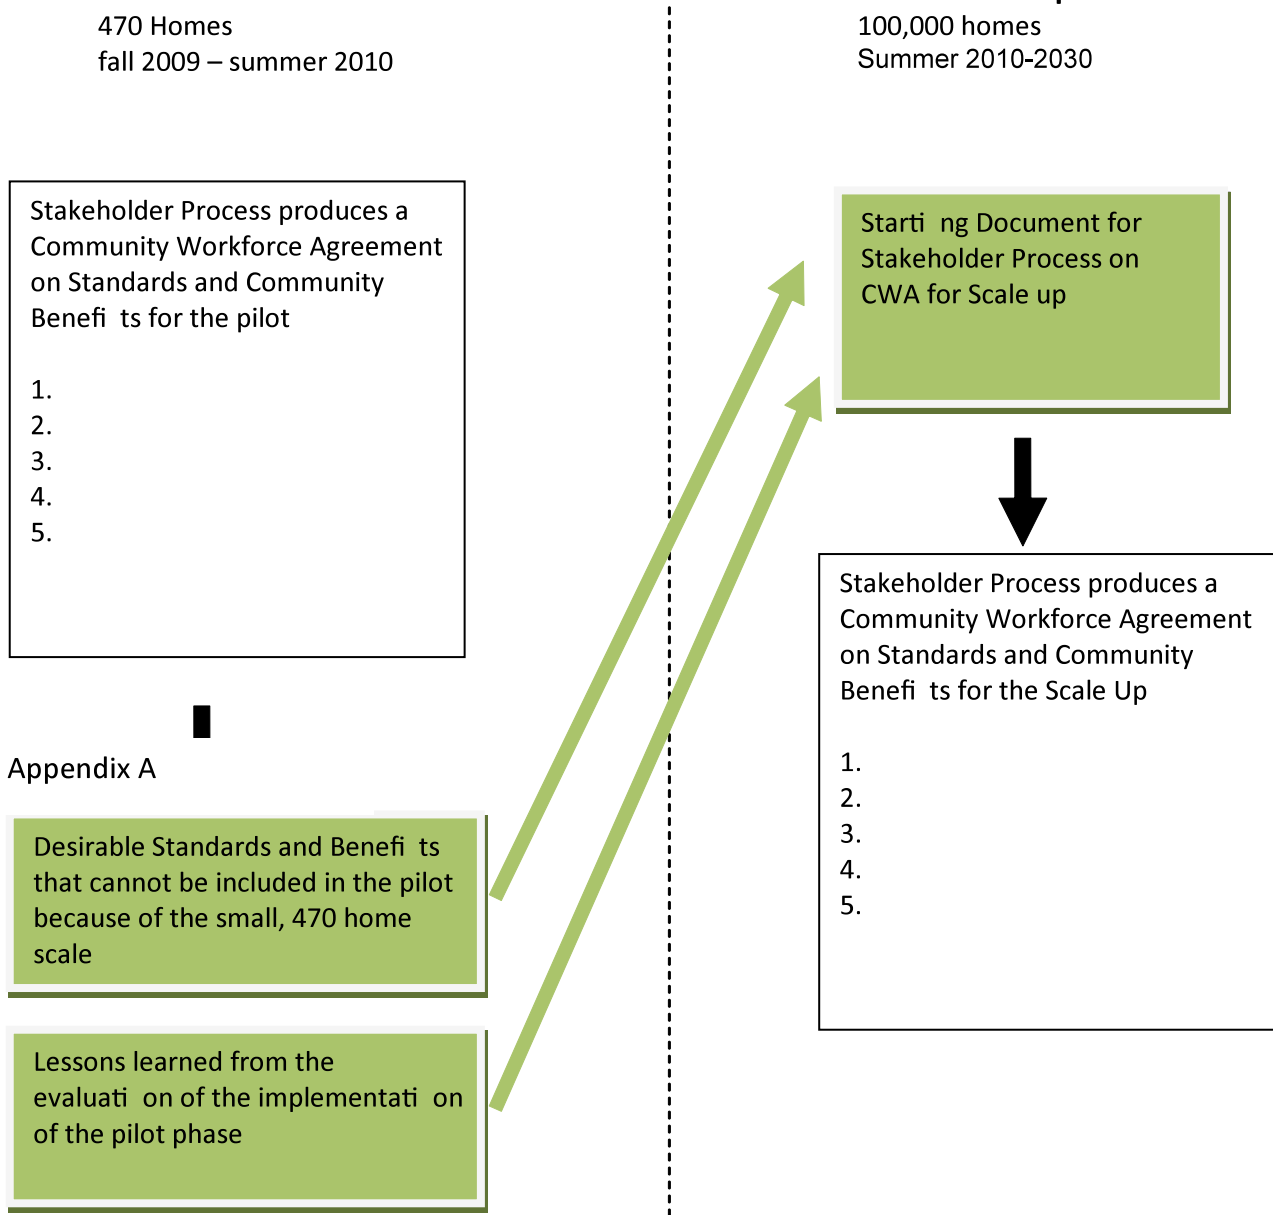 470 Homes
fall 2009 – summer 2010
Stakeholder Process produces a
Community Workforce Agreement
on Standards and Community
Benefi ts for the pilot
1.
2.
3.
4.
5.
Appendix A
Desirable Standards and Benefi ts
that cannot be included in the pilot
because of the small, 470 home
scale
Lessons learned from the
evaluati on of the implementati on
of the pilot phase
100,000 homes
Summer 2010-2030
Starti ng Document for
Stakeholder Process on
CWA for Scale up
Stakeholder Process produces a
Community Workforce Agreement
on Standards and Community
Benefi ts for the Scale Up
1.
2.
3.
4.
5.